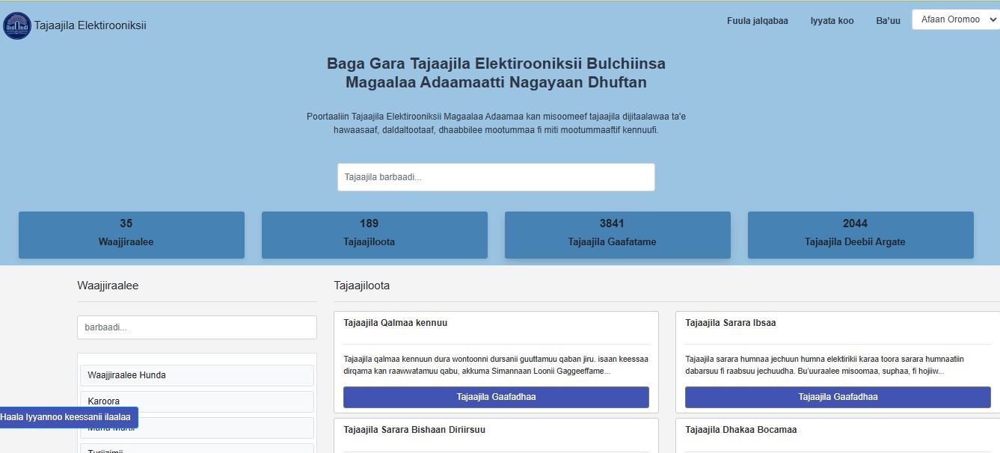 Tajaajila Elektirooniksii
Fuula jalqabaa
Iyyata koo
Ba'uu
Afaan Oromoo
Baga Gara Tajaajila Elektirooniksii Bulchiinsa
Magaalaa Adaamaatti Nagayaan Dhuftan
Poortaaliin Tajaajila Elektirooniksii Magaalaa Adaamaa kan misoomeef tajaajila dijitaalawaa ta'e
hawaasaaf, daldaltootaaf, dhaabbilee mootummaa fi miti mootummaaftif kennuufi.
Tajaajila barbaadi...
35
Waajjiraalee
189
Tajaajiloota
3841
Tajaajila Gaafatame
2044
Tajaajila Deebii Argate
Waajjiraalee
barbaadi...
Waajjiraalee Hunda
Karoora
Haala Iyyannoo keessanii ilaalaa
Tajaajiloota
Tajaajila Qalmaa kennuu
Tajaajila qalmaa kennuun dura wontoonni dursanii guuttamuu qaban jiru. isaan keessaa
dirqama kan raawwatamuu qabu, akkuma Simannaan Loonii Gaggeeffame...
Tajaajila Gaafadhaa
Tajaajila Sarara Ibsaa
Tajaajila sarara humnaa jechuun humna elektirikii karaa toora sarara humnaatiin
dabarsuu fi raabsuu jechuudha. Bu'uuraalee misoomaa, suphaa, fi hojiiw...
Tajaajila Gaafadhaa
Tajaajila Sarara Bishaan Diriirsuu
Tajaajila Dhakaa Bocamaa